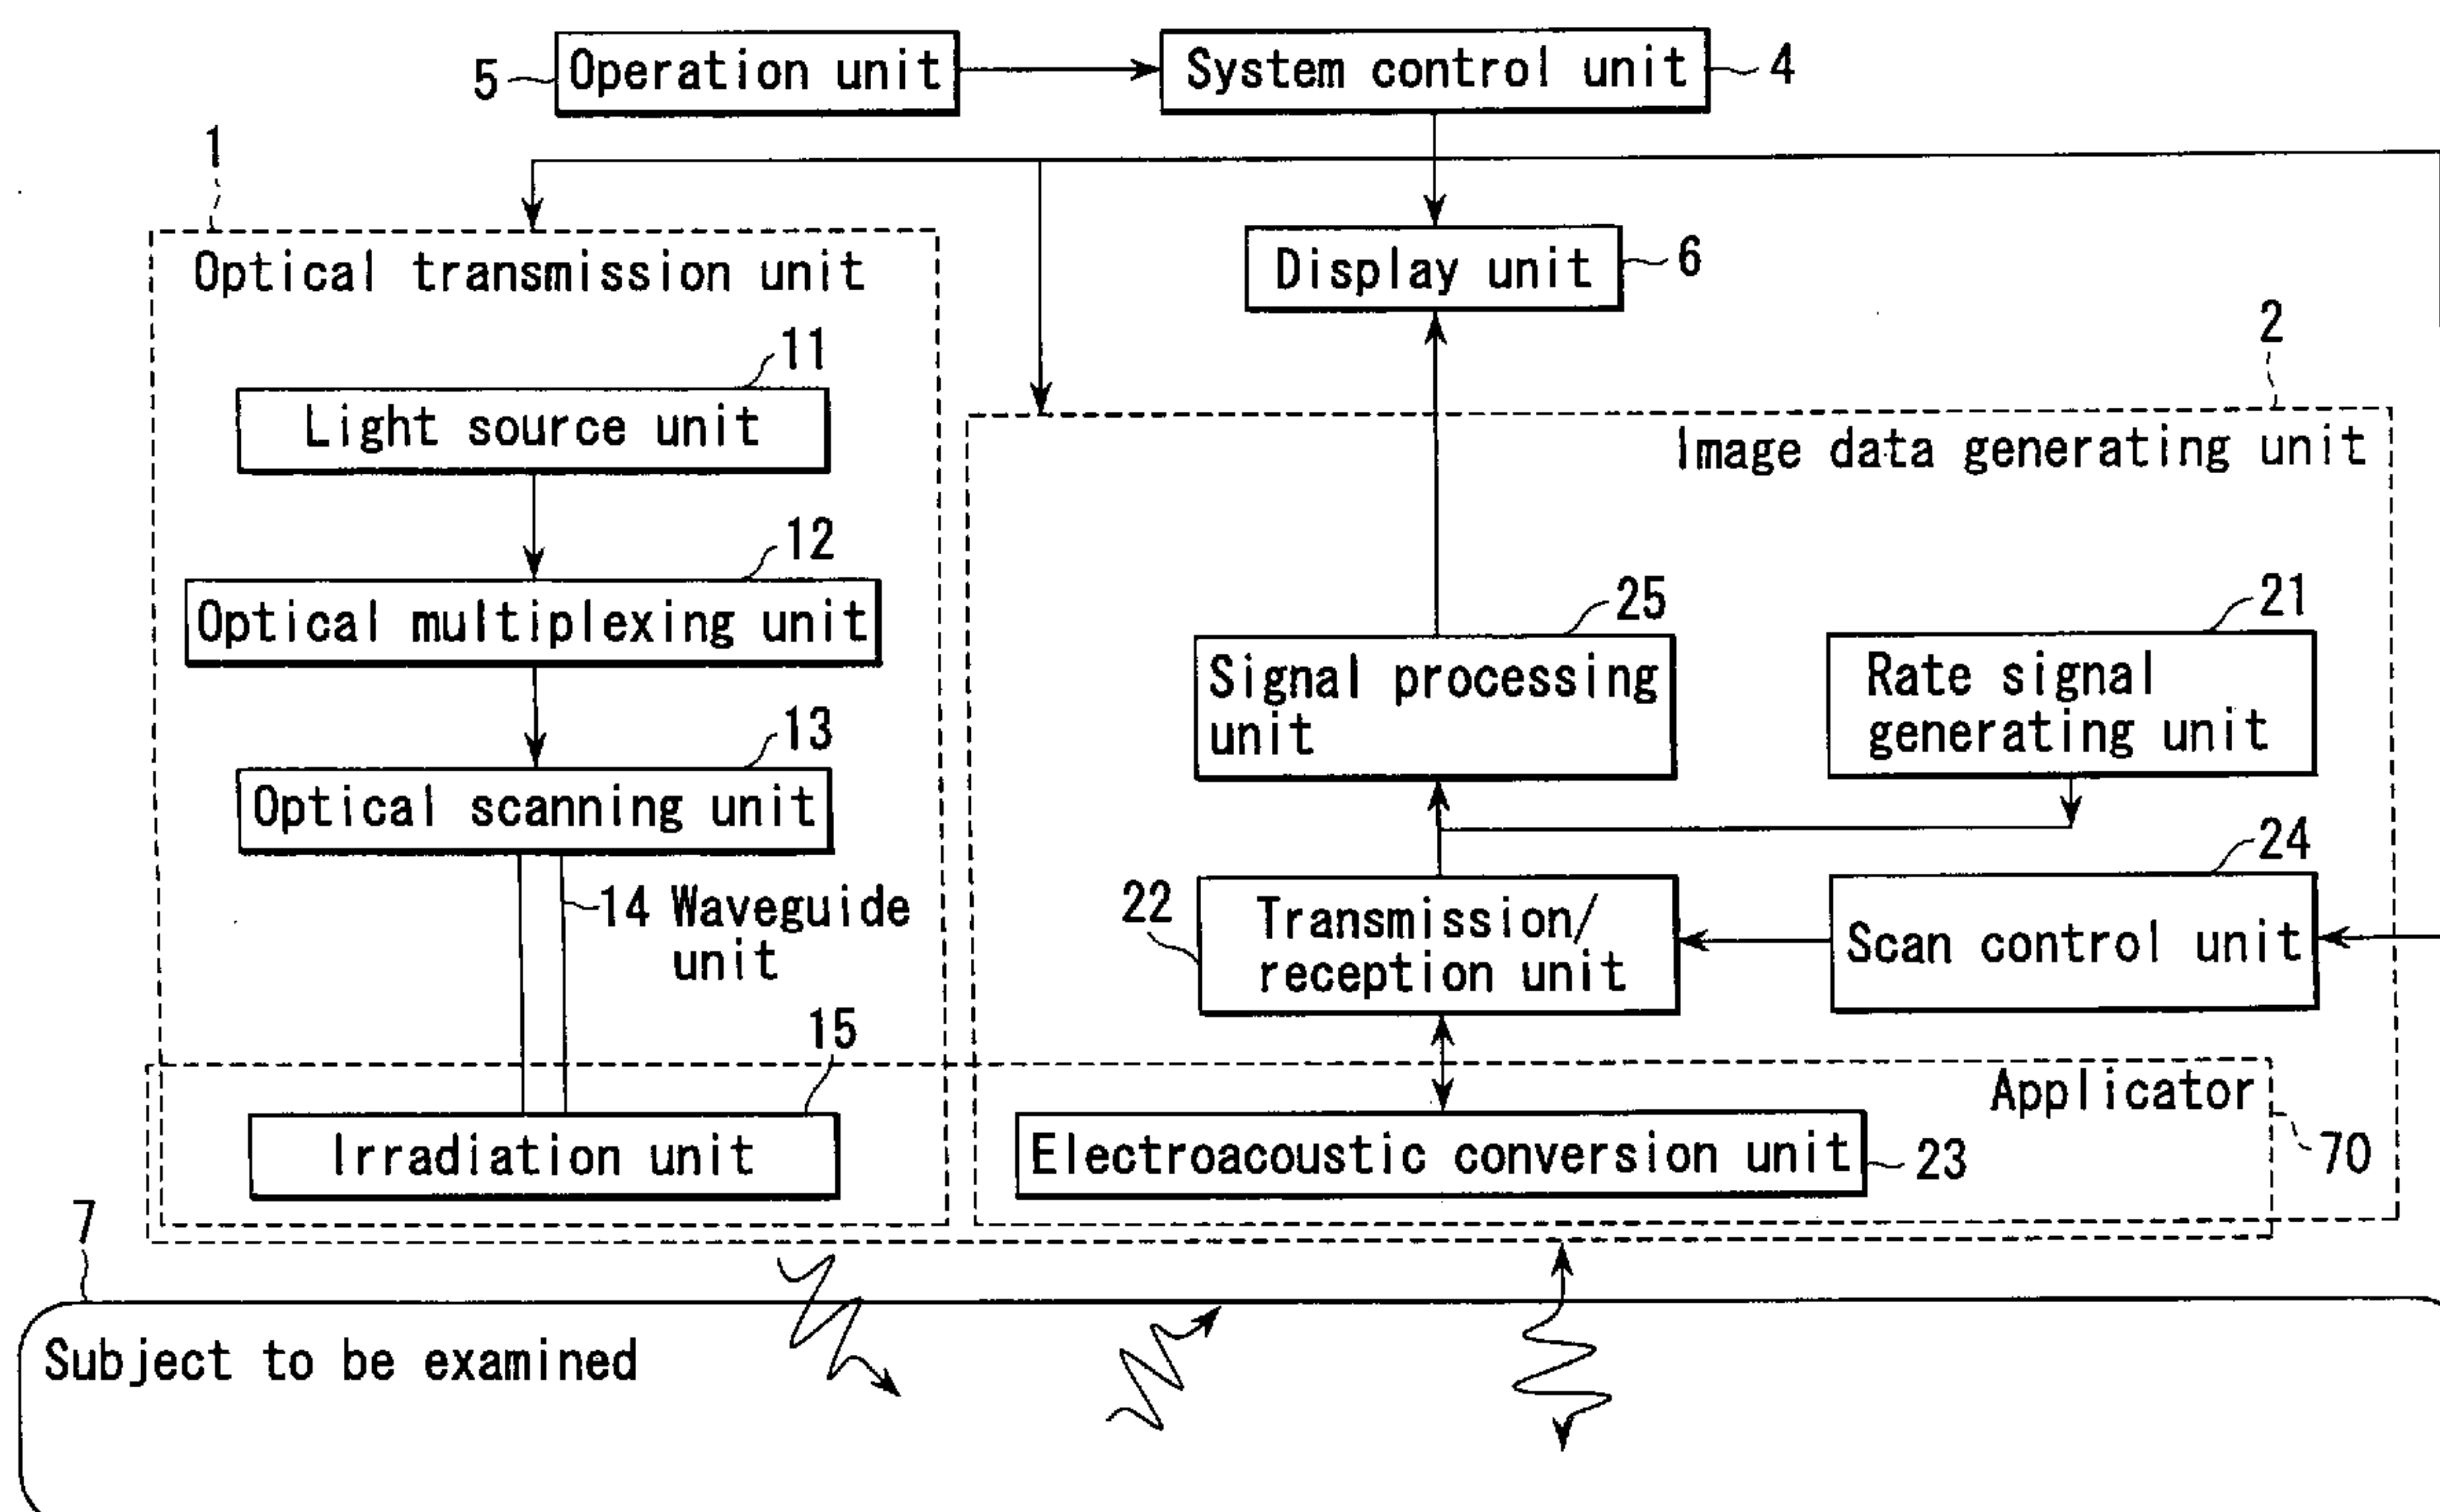 5 Operation unit
System control unit 4
1
Optical transmission unit
Display unit 6
2
11
Light source unit
Image data generating unit
12
Optical multiplexing unit
25
Signal processing
unit
21
Rate signal
generating unit
13
Optical scanning unit
14 Waveguide
unit
22
Transmission/
reception unit
24
Scan control unit
15
Irradiation unit
Applicator
70
Electroacoustic conversion unit 23
7
Subject to be examined